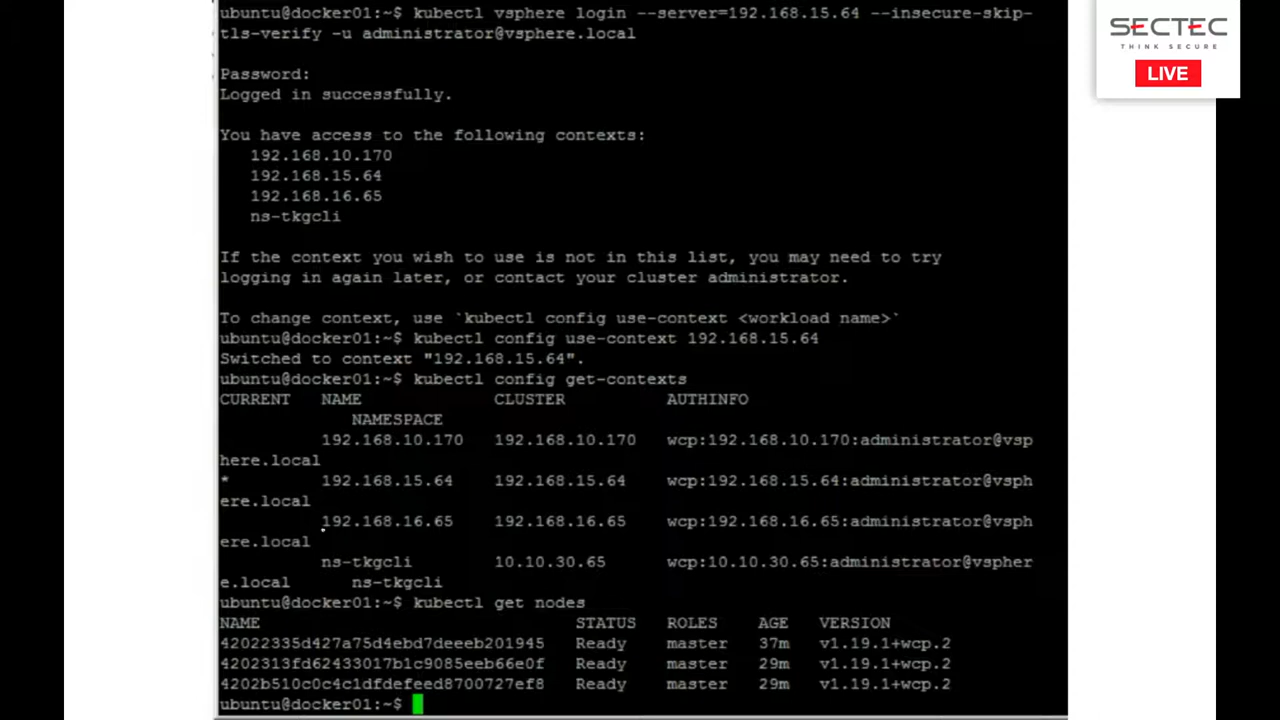 ubuntu@docker01:~$ kubectl vsphere login --server=192.168.15.64 --insecure-skip-
tls-verify -u administrator@vsphere.local
Password:
Logged in successfully.
You have access to the following contexts:
192.168.10.170
192.168.15.64
192.168.16.65
ns-tkgcli
If the context you wish to use is not in this list, you may need to try
logging in again later, or contact your cluster administrator.
To change context, use `kubectl config use-context <workload name>`
ubuntu@docker01:~$ kubectl config use-context 192.168.15.64
Switched to context "192.168.15.64".
ubuntu@docker01:~$ kubectl config get-contexts
CURRENT NAME CLUSTER AUTHINFO
NAMESPACE
192.168.10.170 192.168.10.170 wcp:192.168.10.170:administrator@vsp
here.local
* 192.168.15.64 192.168.15.64 wcp:192.168.15.64:administrator@vsph
ere.local
192.168.16.65 192.168.16.65 wcp:192.168.16.65:administrator@vsph
ere.local
ns-tkgcli 10.10.30.65 wcp:10.10.30.65:administrator@vspher
e.local ns-tkgcli
ubuntu@docker01:~$ kubectl get nodes
NAME STATUS ROLES AGE VERSION
42022335d427a75d4ebd7deeeb201945 Ready master 37m v1.19.1+wcp.2
4202313fd62433017b1c9085eeb66e0f Ready master 29m v1.19.1+wcp.2
4202b510c0c4c1dfdefeed8700727ef8 Ready master 29m v1.19.1+wcp.2
ubuntu@docker01:~$
SECTEC
THINK SECURE
LIVE